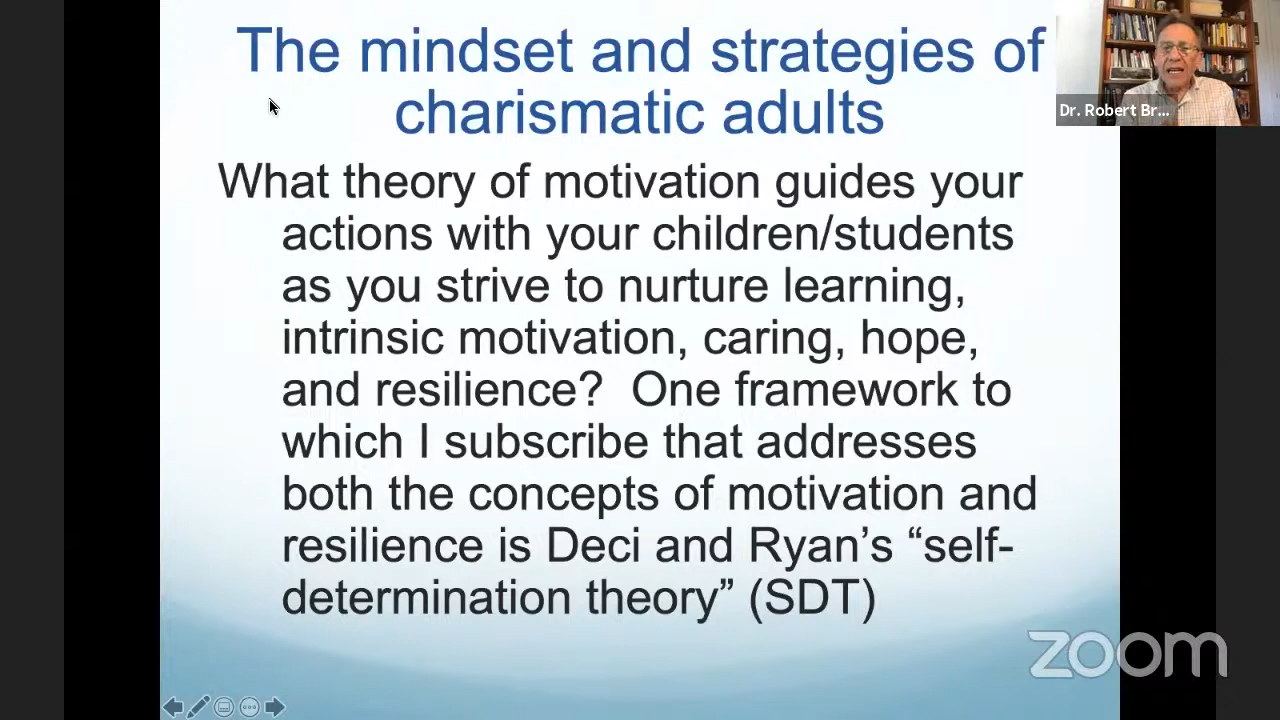 The mindset and strategies of
charismatic adults
Dr. Robert Br...
What theory of motivation guides your
actions with your children/students
as you strive to nurture learning,
intrinsic motivation, caring, hope,
and resilience?  One framework to
which I subscribe that addresses
both the concepts of motivation and
resilience is Deci and Ryan’s “self-
determination theory” (SDT)
zoom